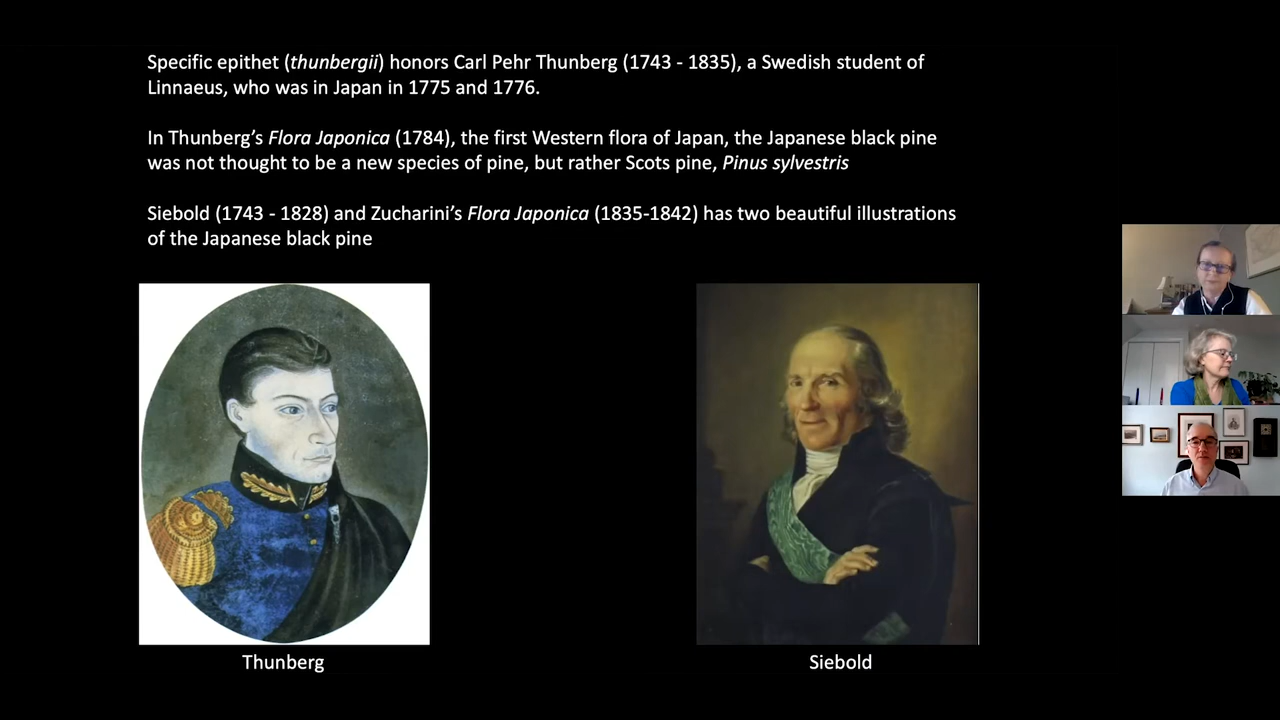 Specific epithet (thunbergii) honors Carl Pehr Thunberg (1743 - 1835), a Swedish student of
Linnaeus, who was in Japan in 1775 and 1776.
In Thunberg’s Flora Japonica (1784), the first Western flora of Japan, the Japanese black pine
was not thought to be a new species of pine, but rather Scots pine, Pinus sylvestris
Siebold (1743 - 1828) and Zucharini’s Flora Japonica (1835-1842) has two beautiful illustrations
of the Japanese black pine
Thunberg
Siebold